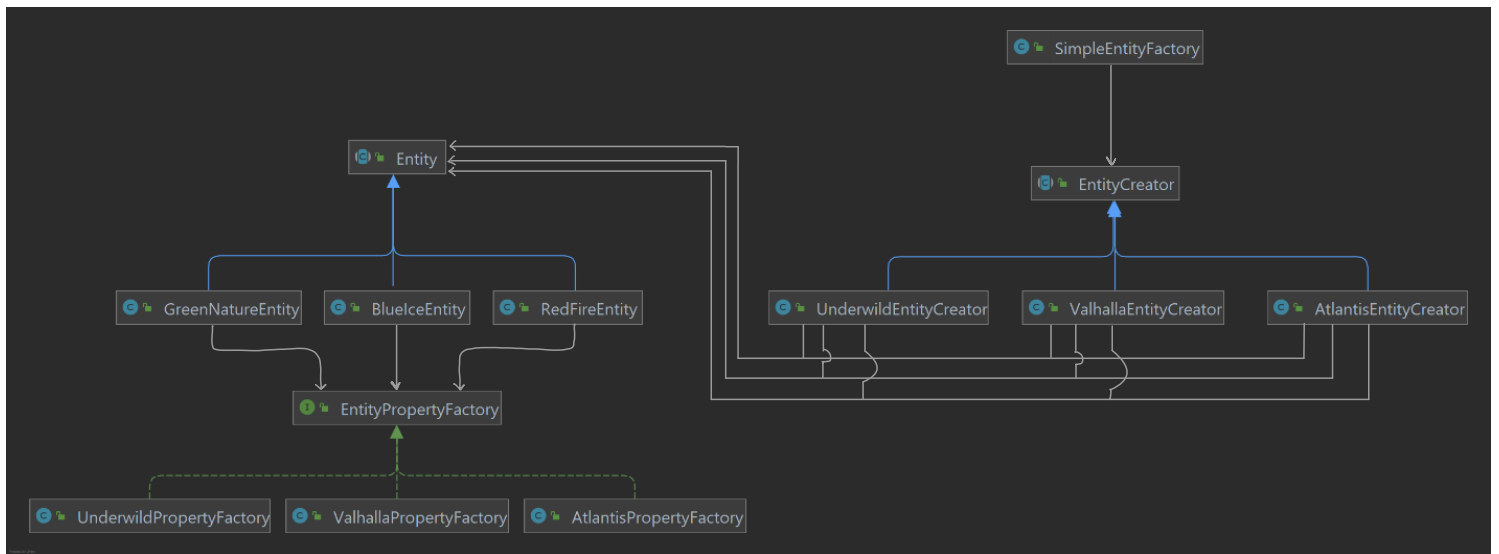 SimpleEntityFactory
Entity
EntityCreator
GreenNatureEntity
BlueIceEntity
RedFireEntity
UnderwildEntityCreator
ValhallaEntityCreator
AtlantisEntityCreator
EntityPropertyFactory
UnderwildPropertyFactory
ValhallaPropertyFactory
AtlantisPropertyFactory